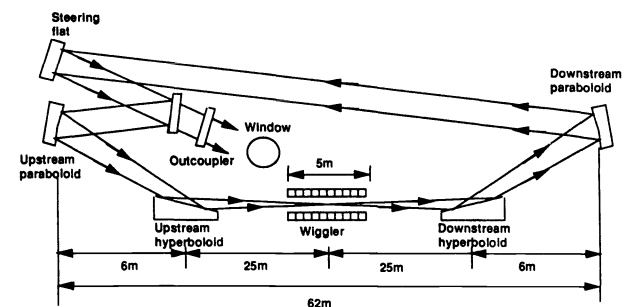 Steering
flat
Downstream
paraboloid
Window
Outcoupler
Upstream
paraboloid
5m
Upstream
hyperboloid
Wiggler
Downstream
hyperboloid
6m
25m
25m
6m
62m